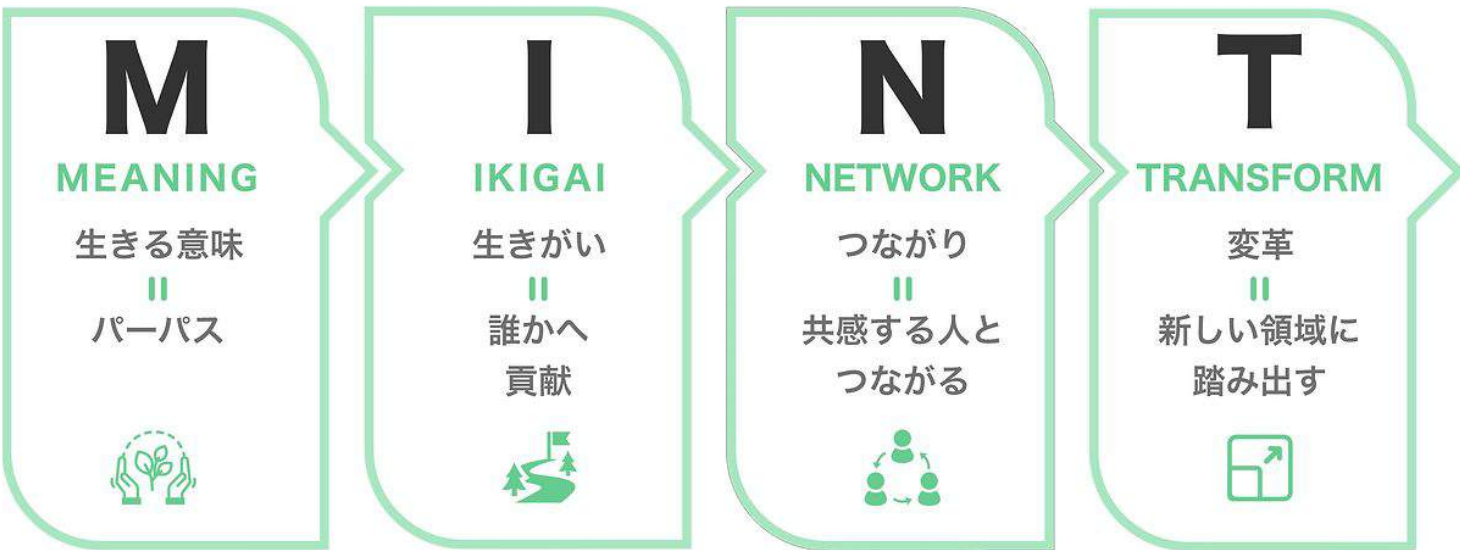 M
MEANING
生きる意味
=
パーパス
I
IKIGAI
生きがい
=
誰かへ
貢献
N
NETWORK
つながり
=
共感する人と
つながる
T
TRANSFORM
変革
=
新しい領域に
踏み出す